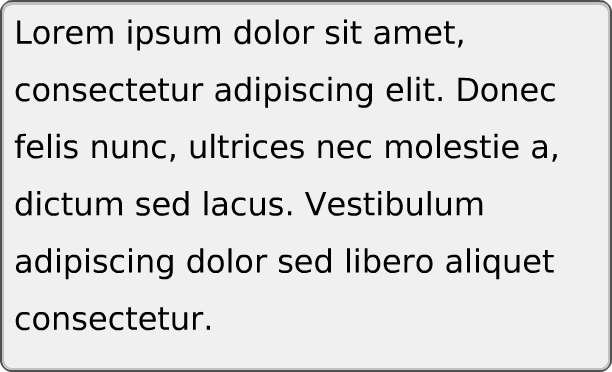 Lorem ipsum dolor sit amet,
consectetur adipiscing elit. Donec
felis nunc, ultrices nec molestie a,
dictum sed lacus. Vestibulum
adipiscing dolor sed libero aliquet
consectetur.